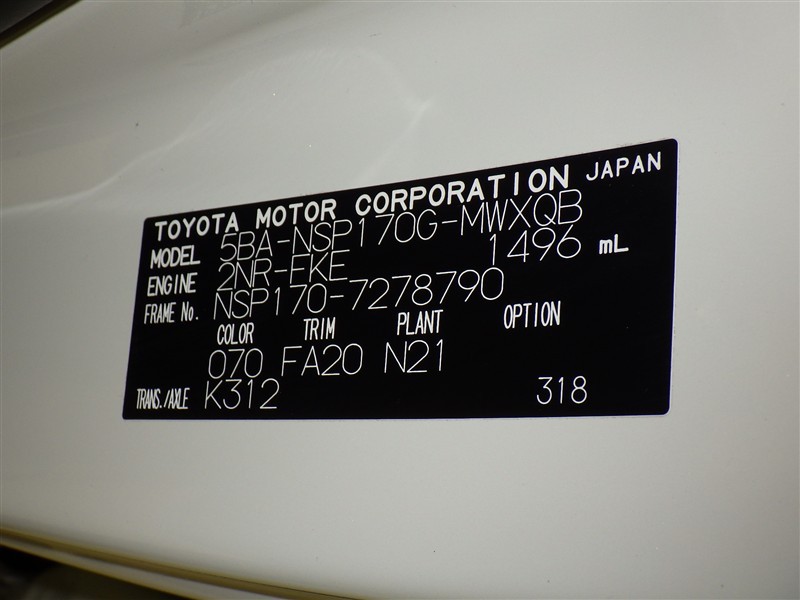 TOYOTA MOTOR CORPORATION JAPAN
MODEL 5BA-NSP170G-MWXQB
ENGINE 2NR-FKE 1496 mL
FRAME No. NSP170-7278790
COLOR TRIM PLANT OPTION
070 FA20 N21
TRANS./AXLE K312 318